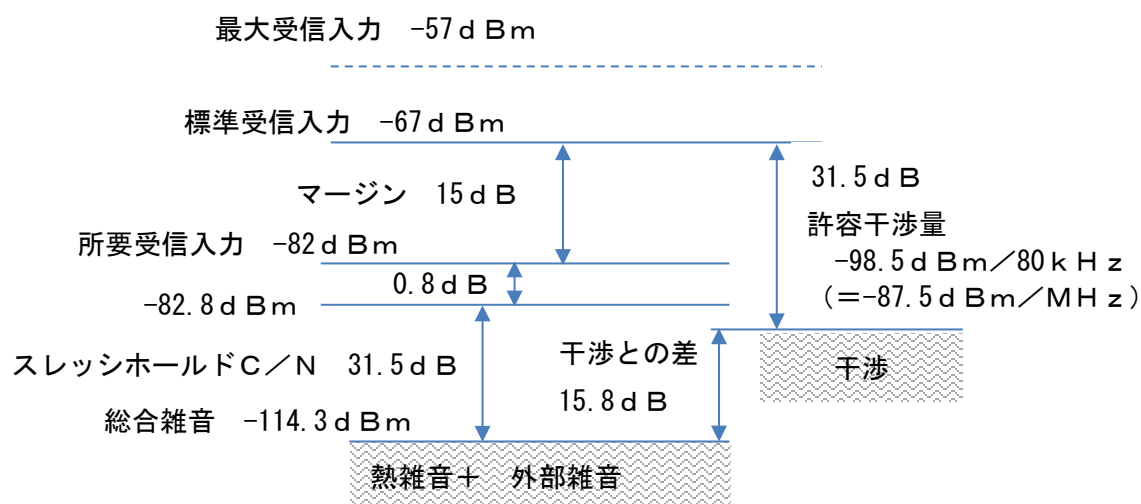 最大受信入力 -57dBm
標準受信入力 -67dBm
マージン 15dB
所要受信入力 -82dBm
0.8dB
-82.8dBm
スレッシホールドC/N 31.5dB
総合雑音 -114.3dBm
熱雑音+ 外部雑音
干渉との差
15.8dB
31.5dB
許容干渉量
-98.5dBm/80kHz
(=-87.5dBm/MHz)
干渉